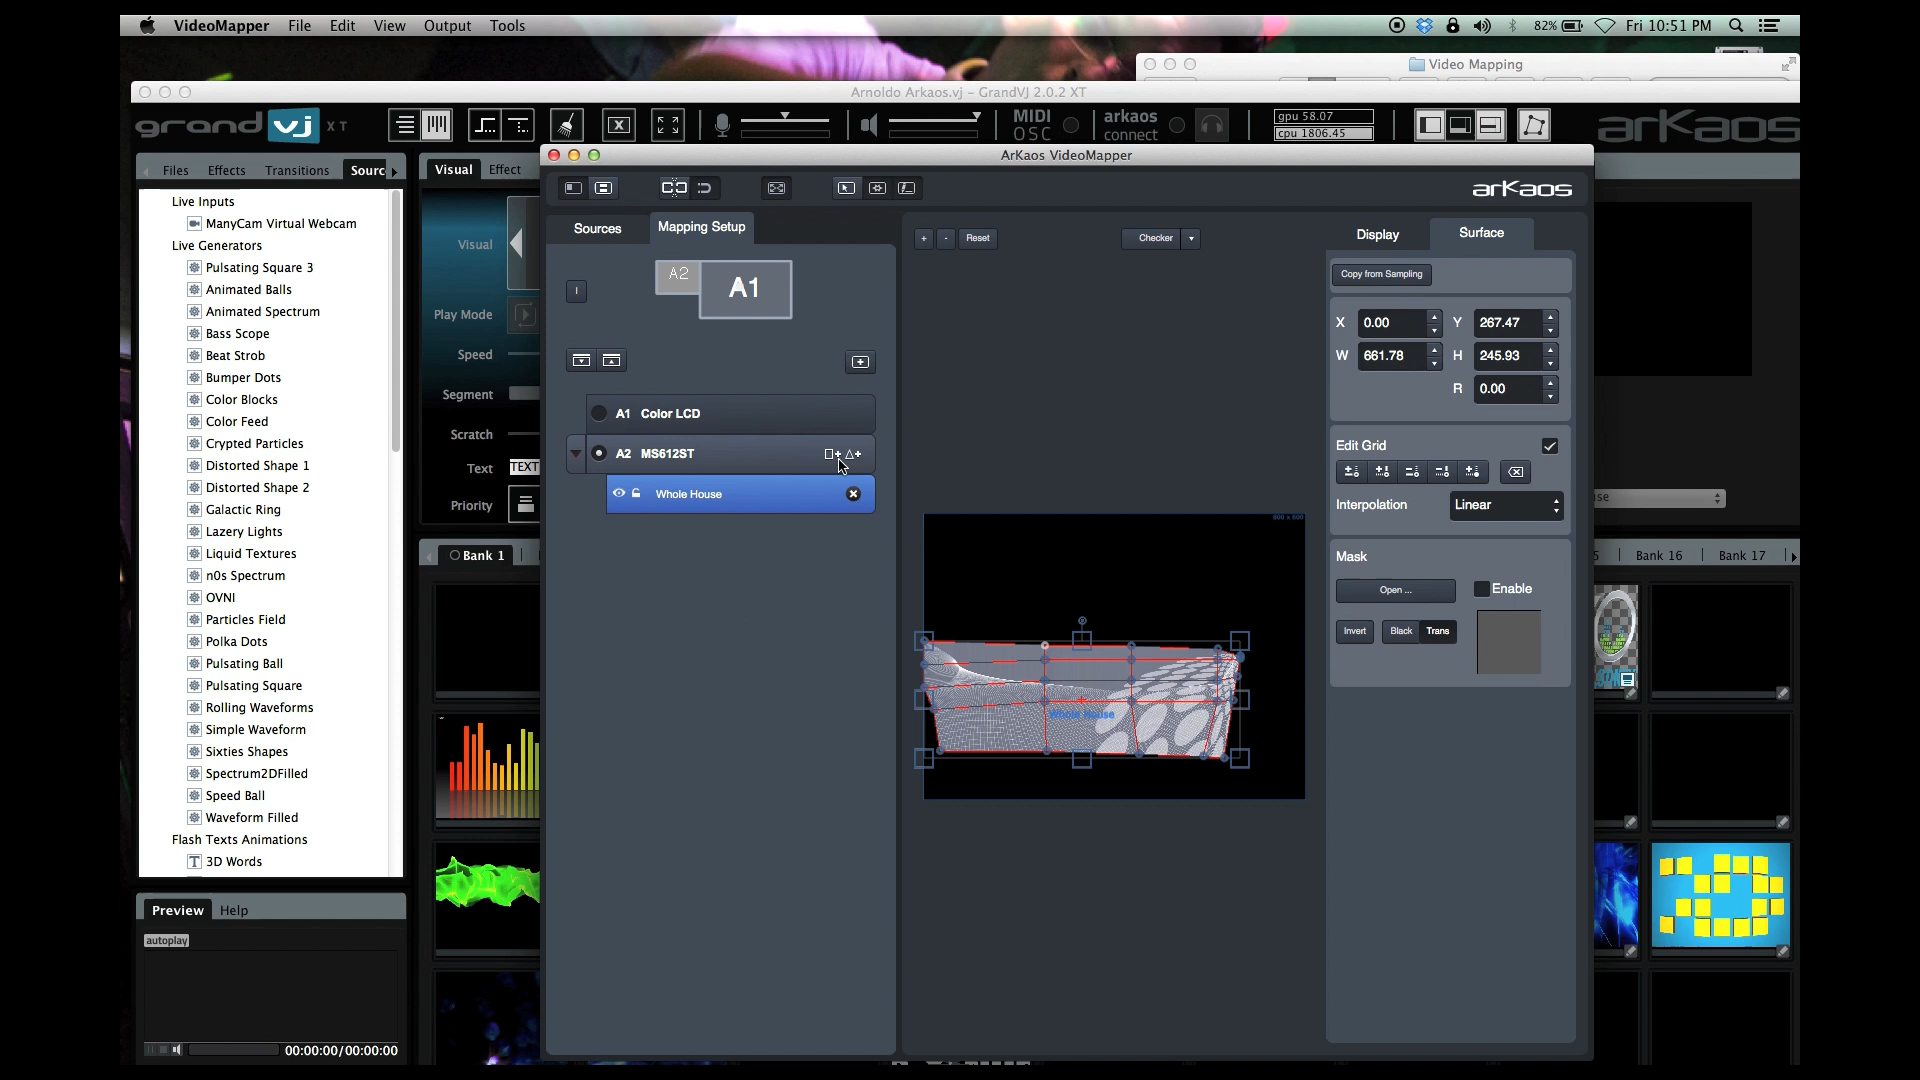 VideoMapper File Edit View Output Tools
82% Fri 10:51 PM
Video Mapping
Arnoldo Arkaos.vj – GrandVJ 2.0.2 XT
grand vj XT
MIDI OSC
arkaos connect
gpu 58.07
cpu 1806.45
arkaos
Files Effects Transitions Sourc
Live Inputs
ManyCam Virtual Webcam
Live Generators
Pulsating Square 3
Animated Balls
Animated Spectrum
Bass Scope
Beat Strob
Bumper Dots
Color Blocks
Color Feed
Crypted Particles
Distorted Shape 1
Distorted Shape 2
Galactic Ring
Lazery Lights
Liquid Textures
n0s Spectrum
OVNI
Particles Field
Polka Dots
Pulsating Ball
Pulsating Square
Rolling Waveforms
Simple Waveform
Sixties Shapes
Spectrum2DFilled
Speed Ball
Waveform Filled
Flash Texts Animations
T 3D Words
Preview Help
autoplay
00:00:00/00:00:00
Visual Effect
Visual
Play Mode
Speed
Segment
Scratch
Text TEXT
Priority
Bank 1
ArKaos VideoMapper
arkaos
Sources Mapping Setup
A2 A1
A1 Color LCD
A2 MS612ST
Whole House
+ - Reset
Checker
800 x 600
Whole House
Display Surface
Copy from Sampling
X 0.00 Y 267.47
W 661.78 H 245.93
R 0.00
Edit Grid
Interpolation Linear
Mask
Open ... Enable
Invert Black Trans
Bank 16 Bank 17